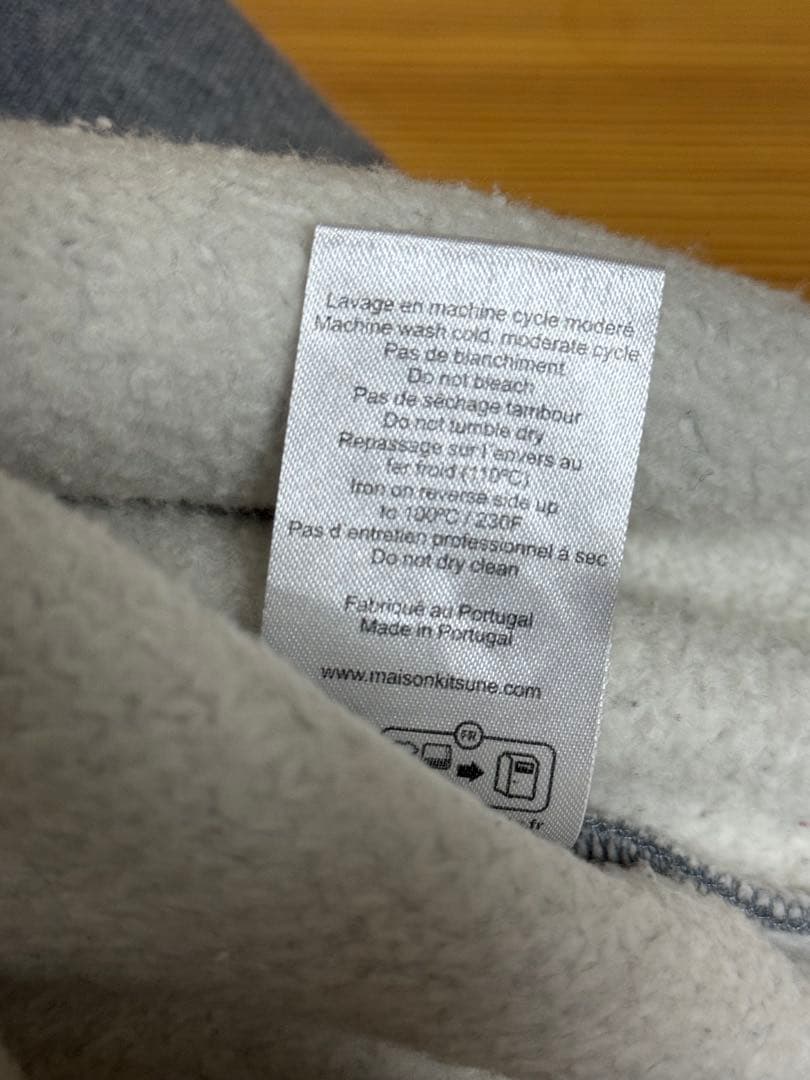 Lavage en machine cycle moderé
Machine wash cold, moderate cycle
Pas de blanchiment
Do not bleach
Pas de séchage tambour
Do not tumble dry
Repassage sur l'envers au
fer froid (110°C)
Iron on reverse side up
to 100°C / 230F
Pas d'entretien professionnel à sec
Do not dry clean
Fabriqué au Portugal
Made in Portugal
www.maisonkitsune.com
FR
.fr